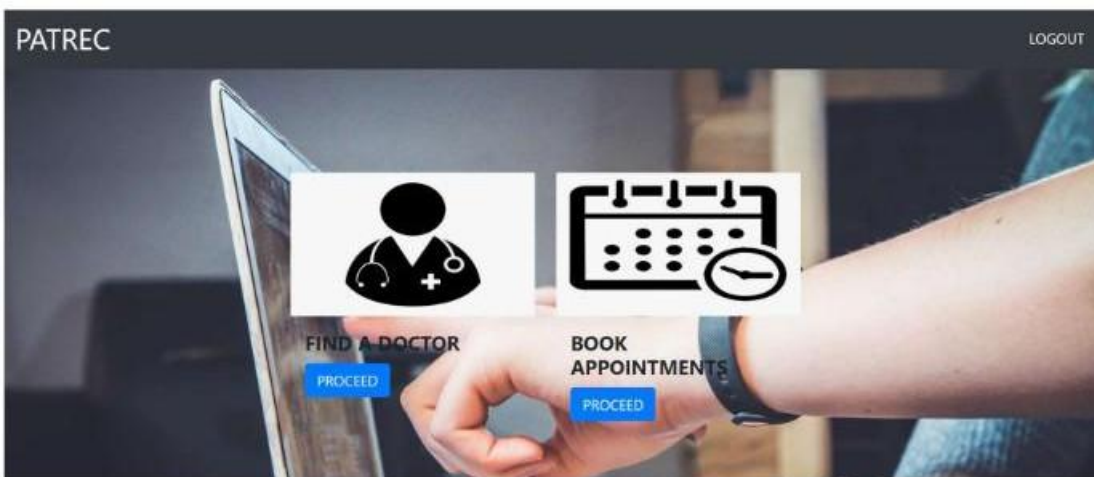 PATREC
LOGOUT
FIND A DOCTOR
PROCEED
BOOK
APPOINTMENTS
PROCEED